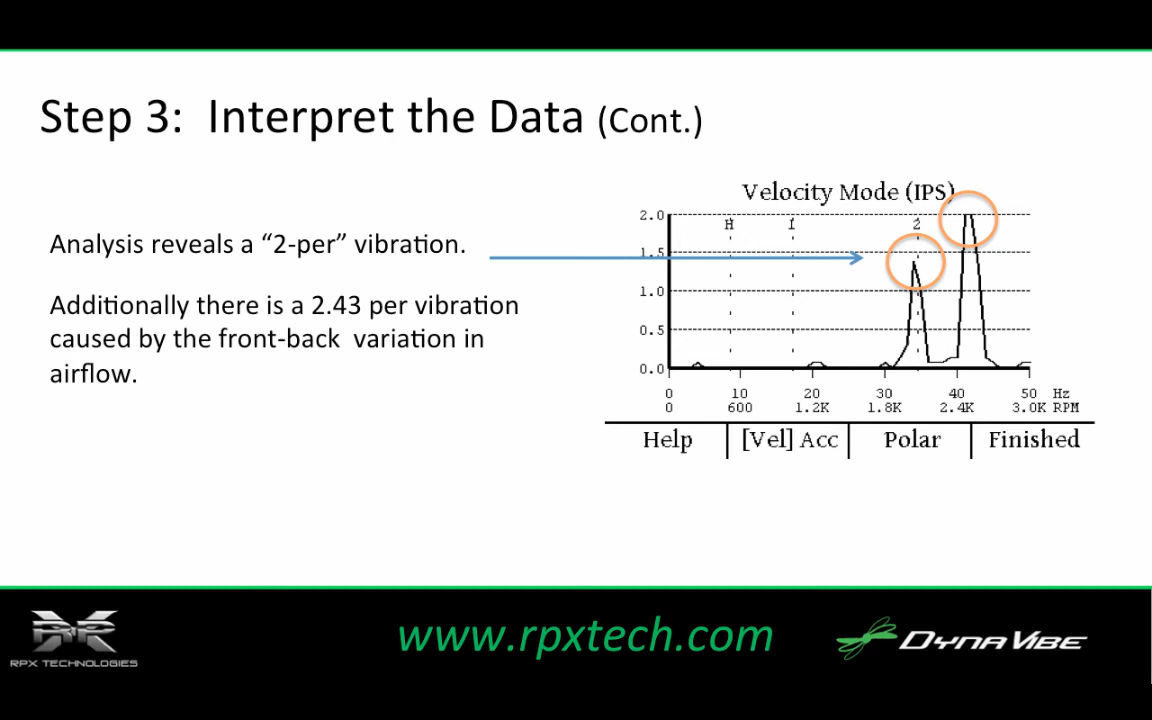 Step 3:  Interpret the Data (Cont.)
Analysis reveals a “2-per” vibration.
Additionally there is a 2.43 per vibration
caused by the front-back  variation in
airflow.
Velocity Mode (IPS)
H 1 2
2.0
1.5
1.0
0.5
0.0
0 10 20 30 40 50 Hz
0 600 1.2K 1.8K 2.4K 3.0K RPM
Help [Vel] Acc Polar Finished
RPX TECHNOLOGIES
www.rpxtech.com
DYNAVIBE